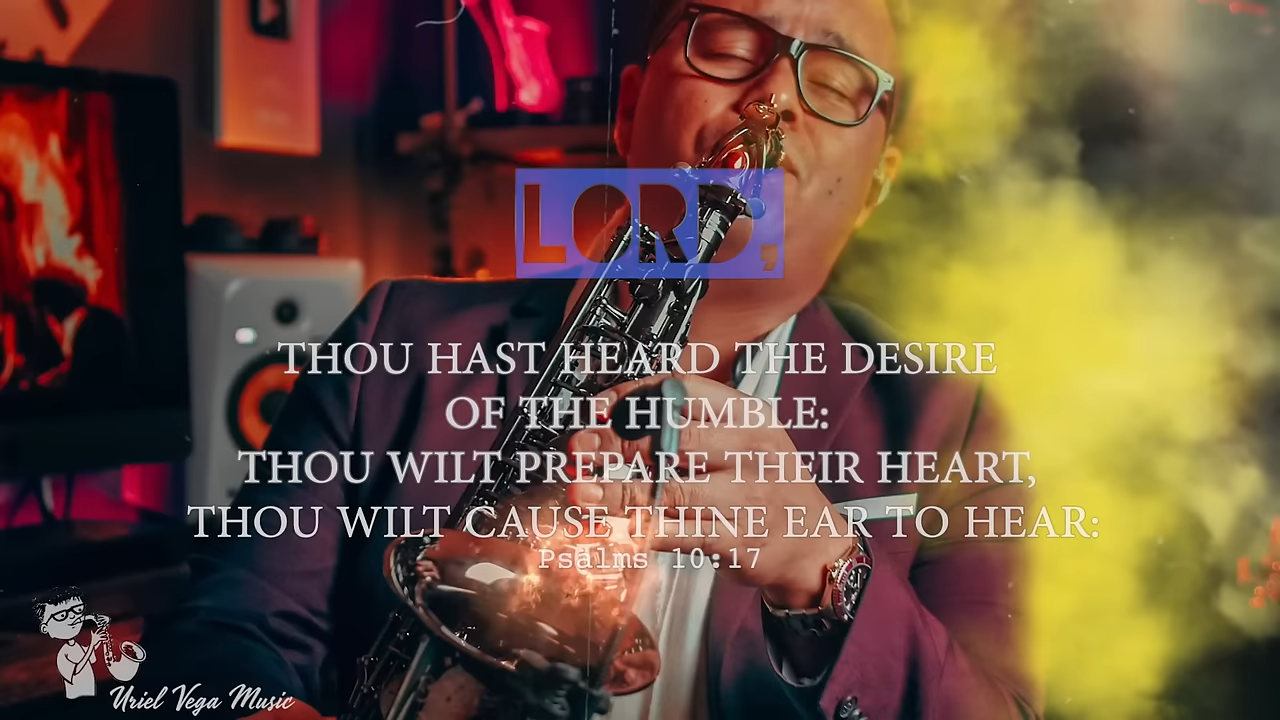 LORD,
THOU HAST HEARD THE DESIRE
OF THE HUMBLE:
THOU WILT PREPARE THEIR HEART,
THOU WILT CAUSE THINE EAR TO HEAR:
Psalms 10:17
Uriel Vega Music